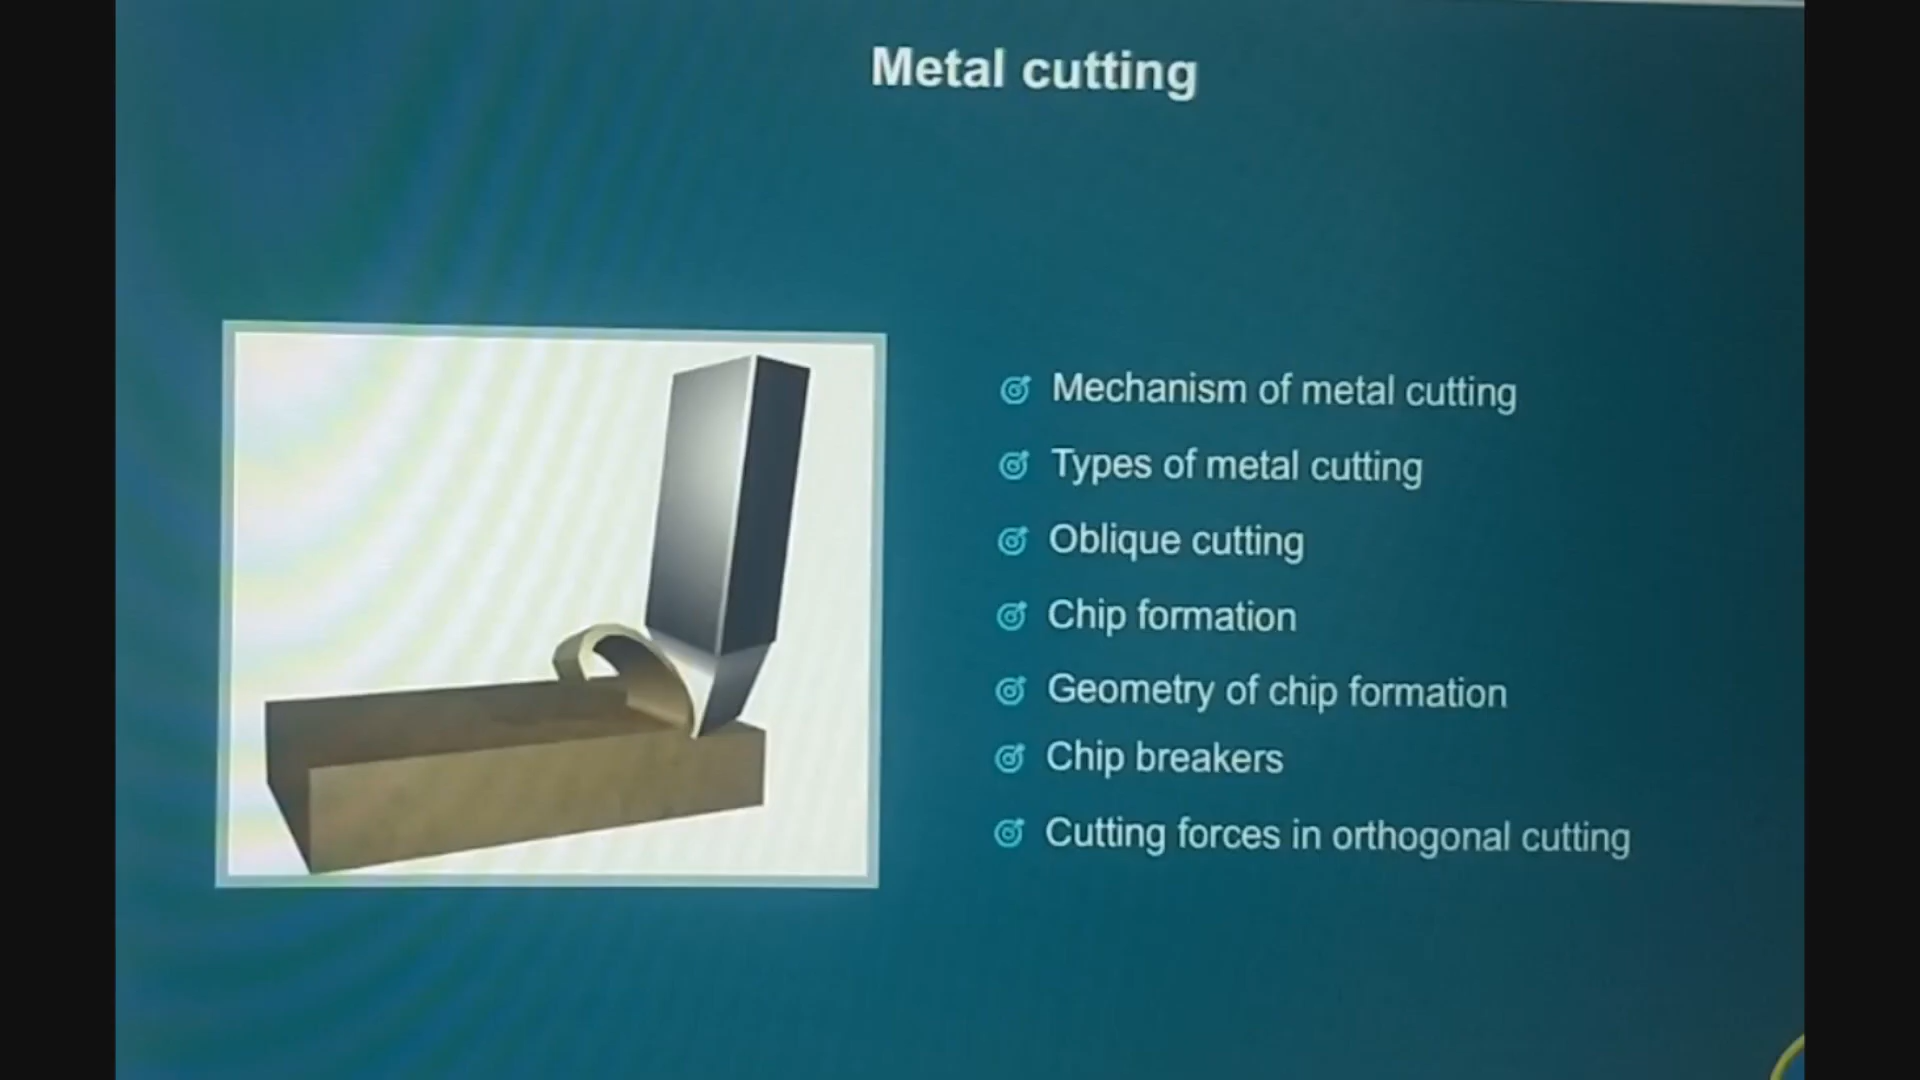 Metal cutting
Mechanism of metal cutting
Types of metal cutting
Oblique cutting
Chip formation
Geometry of chip formation
Chip breakers
Cutting forces in orthogonal cutting